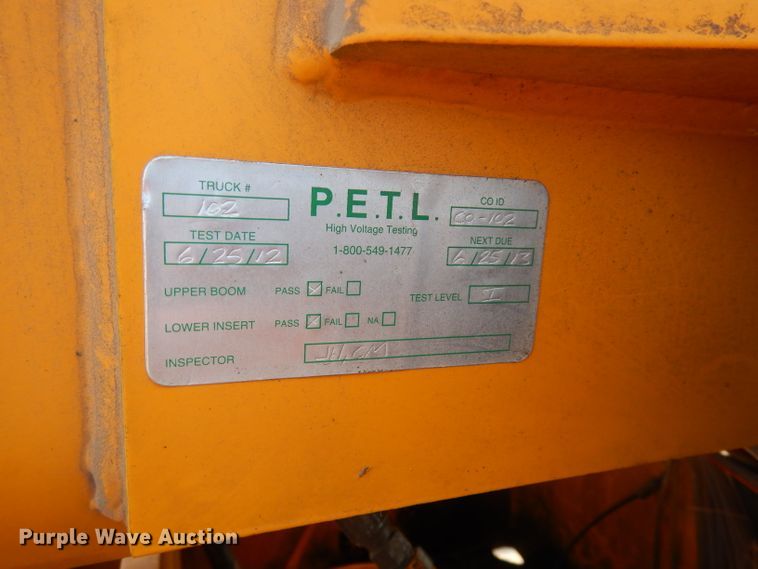 TRUCK #
102
P.E.T.L.
High Voltage Testing
1-800-549-1477
CO ID
CO-102
TEST DATE
6/25/12
NEXT DUE
6/25/13
UPPER BOOM PASS FAIL
TEST LEVEL I
LOWER INSERT PASS FAIL NA
INSPECTOR
Purple Wave Auction